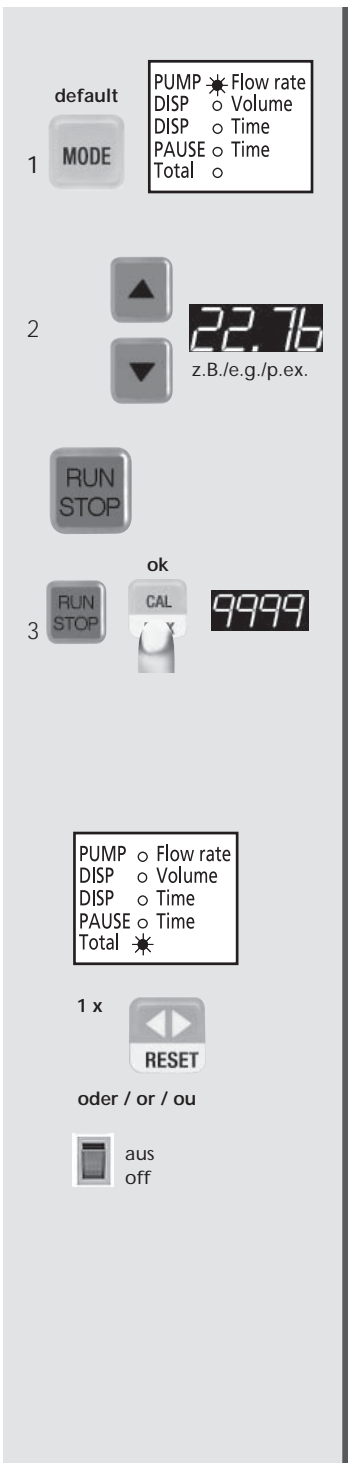 default
PUMP Flow rate
DISP Volume
DISP Time
PAUSE Time
Total
1 MODE
2
22.76
z.B./e.g./p.ex.
RUN
STOP
ok
3 RUN
STOP
CAL
9999
PUMP Flow rate
DISP Volume
DISP Time
PAUSE Time
Total
1 x
RESET
oder / or / ou
aus
off